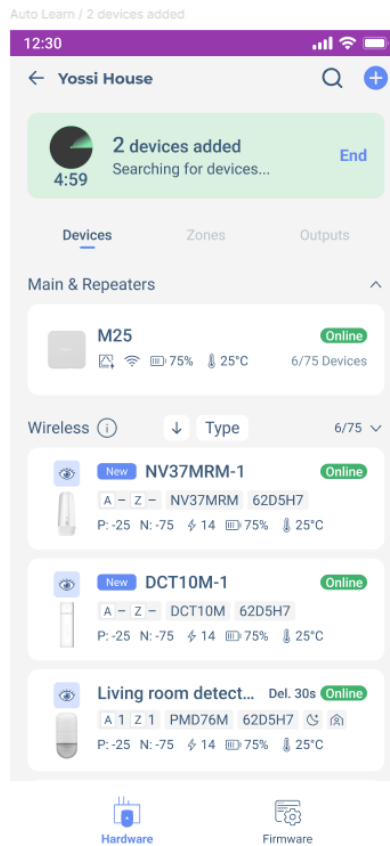 Auto Learn / 2 devices added
12:30
Yossi House
2 devices added
Searching for devices...
End
4:59
Devices Zones Outputs
Main & Repeaters
M25 Online
75% 25°C 6/75 Devices
Wireless Type 6/75
New NV37MRM-1 Online
A – Z – NV37MRM 62D5H7
P:-25 N:-75 14 75% 25°C
New DCT10M-1 Online
A – Z – DCT10M 62D5H7
P:-25 N:-75 14 75% 25°C
Living room detect... Del. 30s Online
A 1 Z 1 PMD76M 62D5H7
P:-25 N:-75 14 75% 25°C
Hardware Firmware